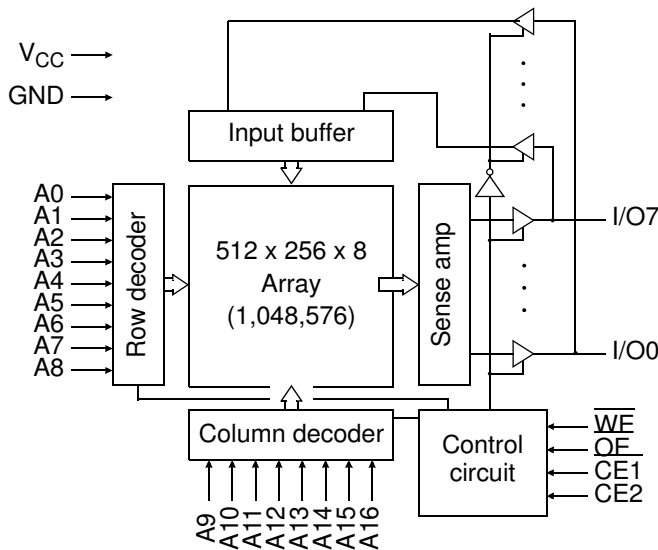 VCC
GND
Input buffer
A0
A1
A2
A3
A4
A5
A6
A7
A8
Row decoder
512 x 256 x 8
Array
(1,048,576)
Sense amp
I/O7
I/O0
Column decoder
A9
A10
A11
A12
A13
A14
A15
A16
Control
circuit
WE
OE
CE1
CE2